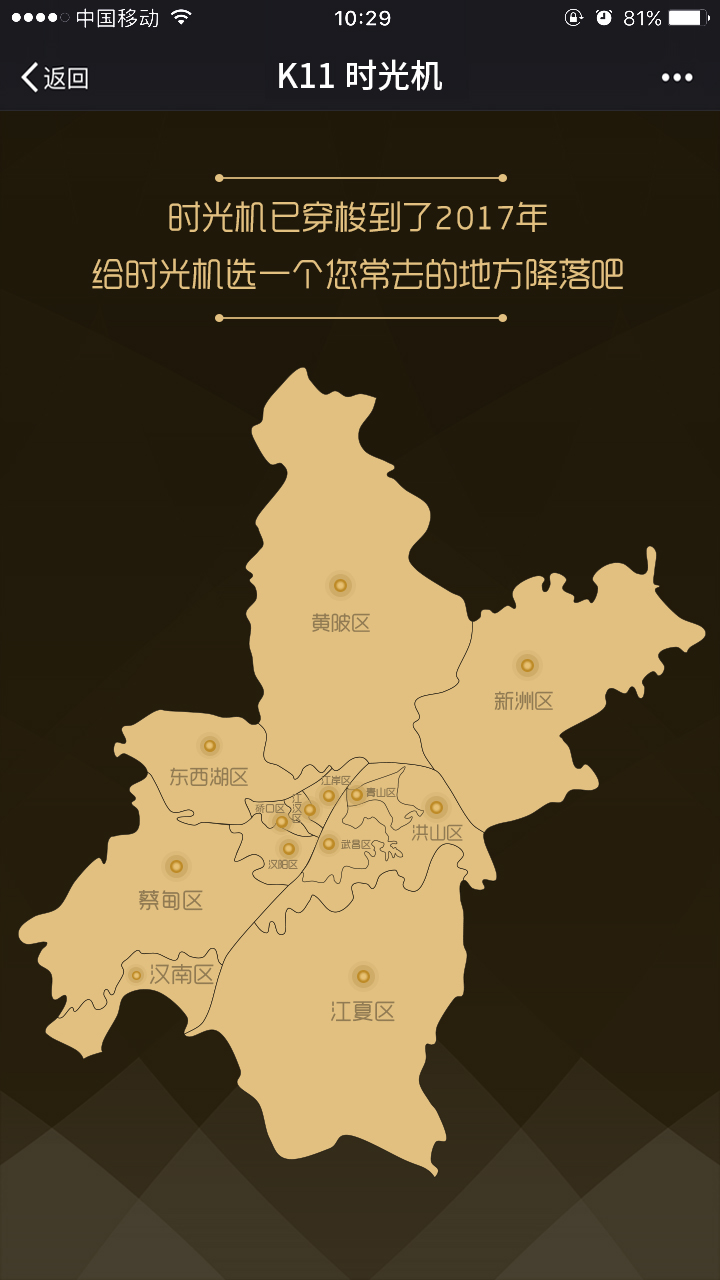 中国移动 10:29 81%
返回 K11 时光机
时光机已穿梭到了2017年
给时光机选一个您常去的地方降落吧
黄陂区
新洲区
东西湖区
江岸区
青山区
江汉区
硚口区
洪山区
武昌区
汉阳区
蔡甸区
汉南区
江夏区